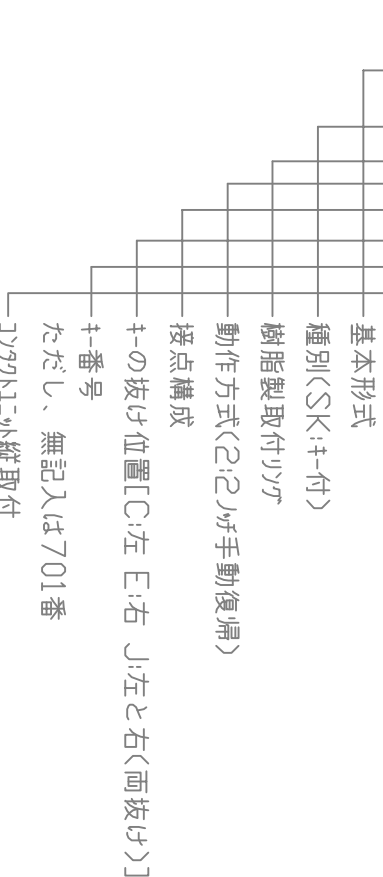 基本形式
種別(SK:ｷｰ付)
樹脂製取付ﾘﾝｸﾞ
動作方式(2:2ﾉｯﾁ手動復帰)
接点構成
ｷｰの抜け位置[C:左 E:右 J:左と右(両抜け)]
ｷｰ番号
ただし、無記入は701番
ｺﾝﾀｸﾄﾕﾆｯﾄ縦取付